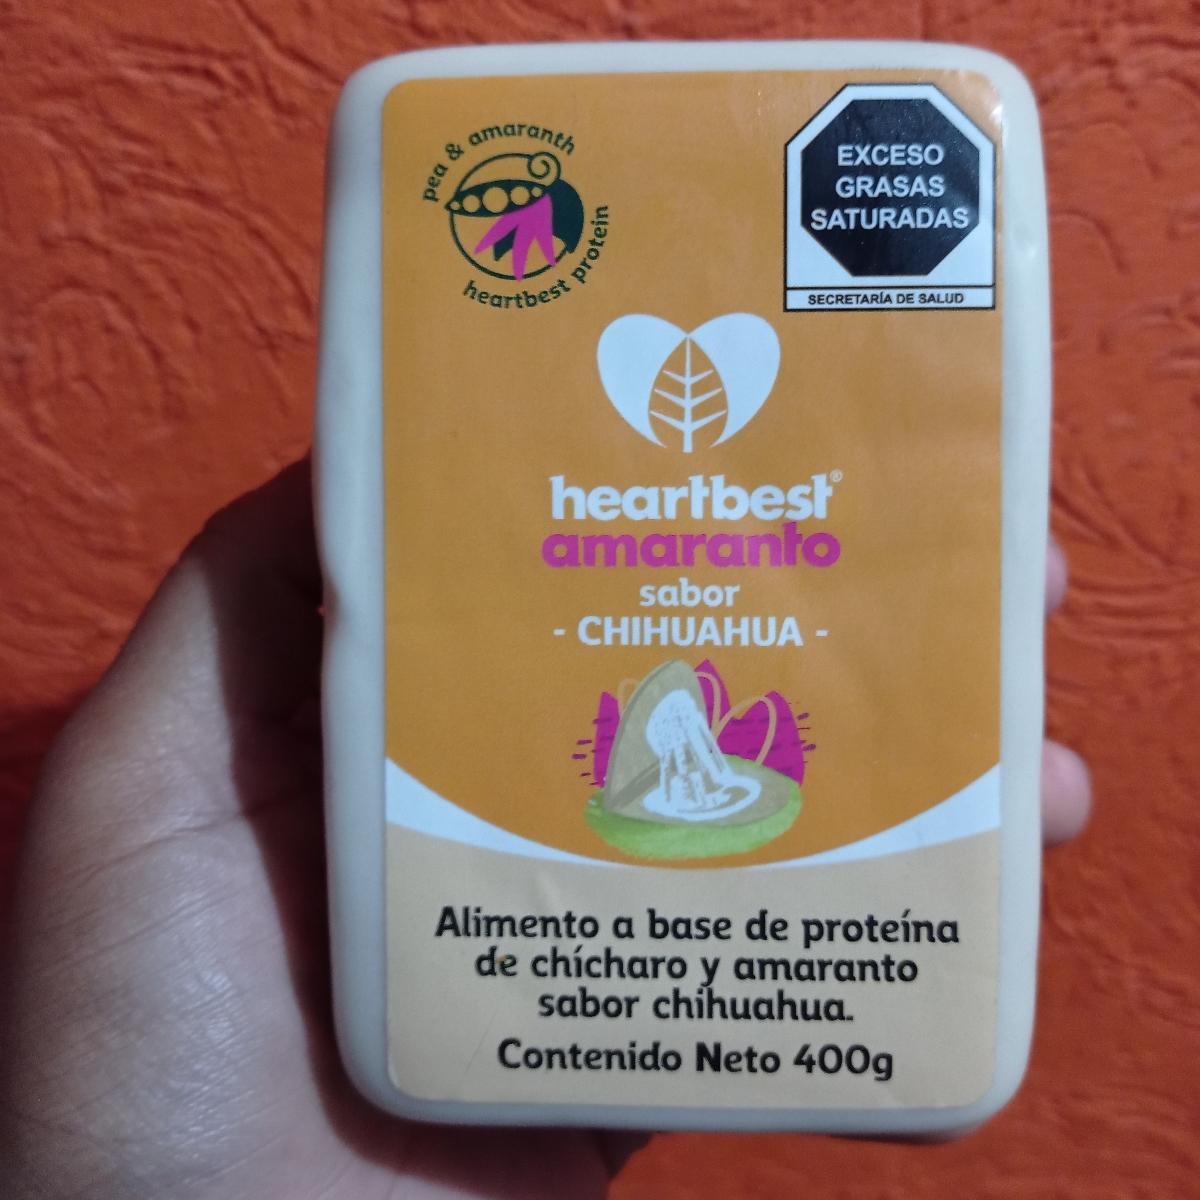 pea & amaranth
heartbest protein
EXCESO
GRASAS
SATURADAS
SECRETARÍA DE SALUD
heartbest®
amaranto
sabor
- CHIHUAHUA -
Alimento a base de proteína
de chícharo y amaranto
sabor chihuahua.
Contenido Neto 400g